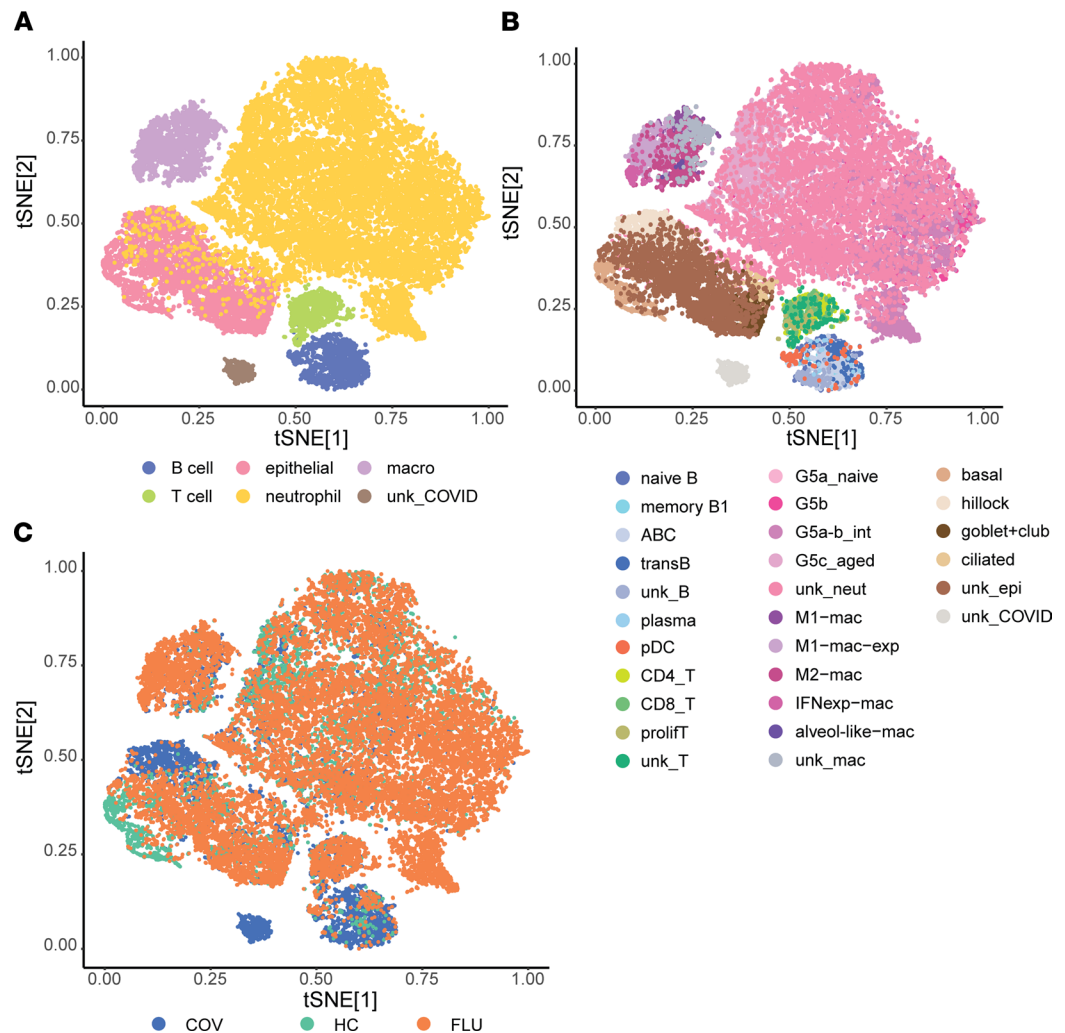 A
1.00
0.75
0.50
0.25
0.00
tSNE[2]
0.00 0.25 0.50 0.75 1.00
tSNE[1]
B cell epithelial macro
T cell neutrophil unk_COVID
B
1.00
0.75
0.50
0.25
0.00
tSNE[2]
0.00 0.25 0.50 0.75 1.00
tSNE[1]
naive B
memory B1
ABC
transB
unk_B
plasma
pDC
CD4_T
CD8_T
prolifT
unk_T
G5a_naive
G5b
G5a-b_int
G5c_aged
unk_neut
M1−mac
M1−mac−exp
M2−mac
IFNexp−mac
alveol−like−mac
unk_mac
basal
hillock
goblet+club
ciliated
unk_epi
unk_COVID
C
1.00
0.75
0.50
0.25
0.00
tSNE[2]
0.00 0.25 0.50 0.75 1.00
tSNE[1]
COV HC FLU